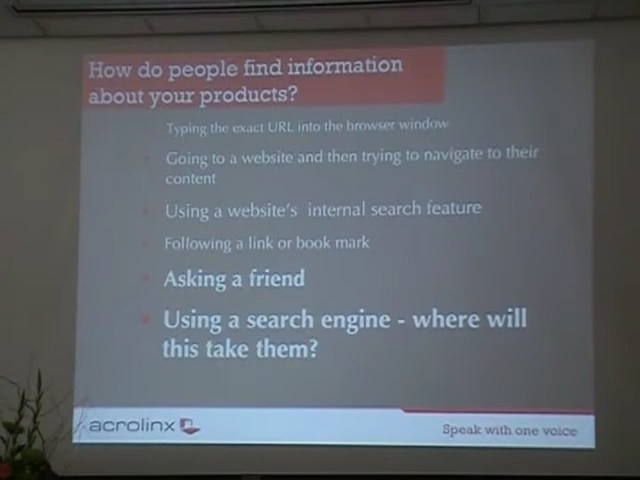 How do people find information
about your products?
Typing the exact URL into the browser window
Going to a website and then trying to navigate to their
content
Using a website's internal search feature
Following a link or book mark
Asking a friend
Using a search engine - where will
this take them?
acrolinx
Speak with one voice